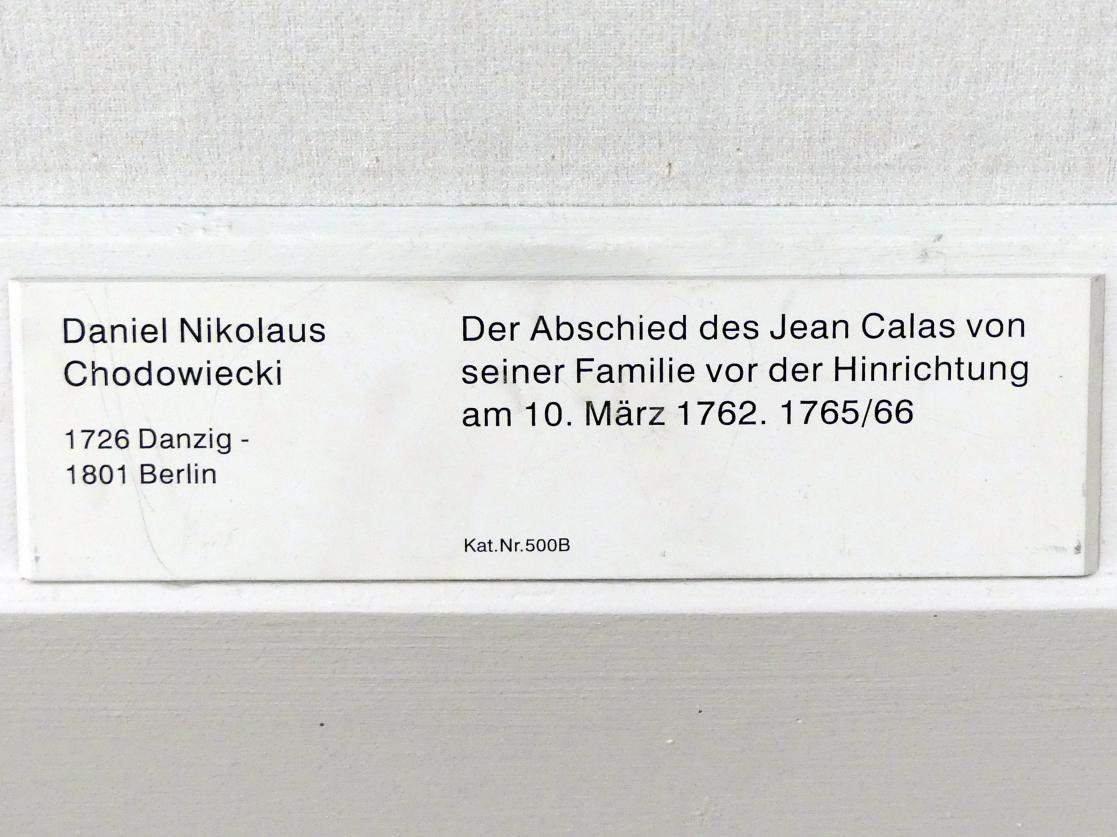 Daniel Nikolaus
Chodowiecki
1726 Danzig -
1801 Berlin
Der Abschied des Jean Calas von
seiner Familie vor der Hinrichtung
am 10. März 1762. 1765/66
Kat.Nr.500B